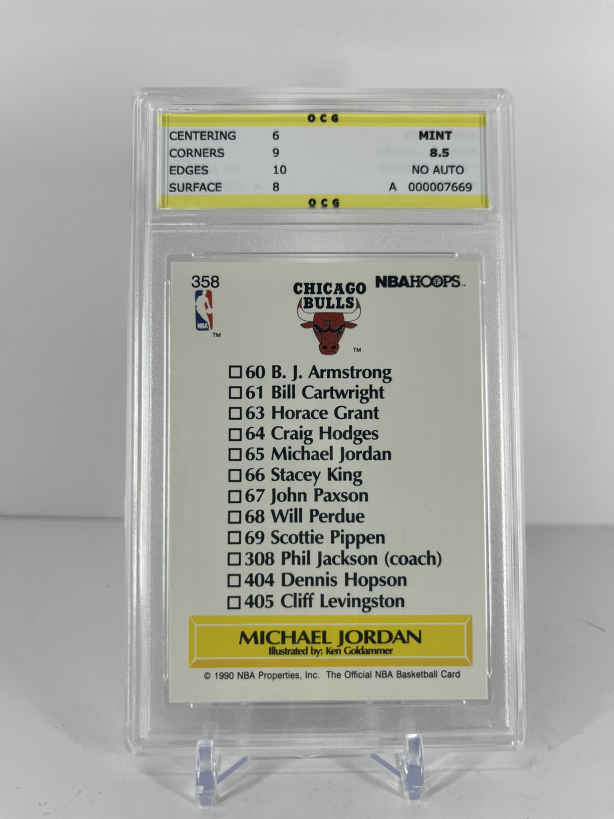 OCG
CENTERING 6 MINT
CORNERS 9 8.5
EDGES 10 NO AUTO
SURFACE 8 A 000007669
OCG
358 CHICAGO BULLS NBAHOOPS™
NBA ™
™
60 B. J. Armstrong
61 Bill Cartwright
63 Horace Grant
64 Craig Hodges
65 Michael Jordan
66 Stacey King
67 John Paxson
68 Will Perdue
69 Scottie Pippen
308 Phil Jackson (coach)
404 Dennis Hopson
405 Cliff Levingston
MICHAEL JORDAN
Illustrated by: Ken Goldammer
© 1990 NBA Properties, Inc. The Official NBA Basketball Card